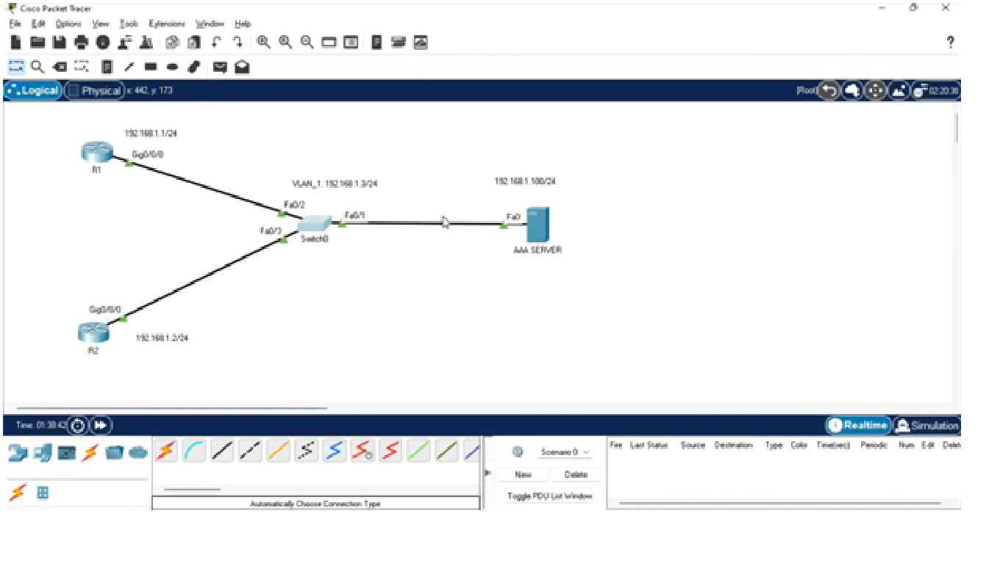 Cisco Packet Tracer
File Edit Options View Tools Extensions Window Help
?
Logical Physical x: 442, y: 173 [Root] 02:20:30
192.168.1.1/24
Gig0/0/0
R1
VLAN_1: 192.168.1.3/24
192.168.1.100/24
Fa0/2
Fa0/1
Fa0
Fa0/3
Switch0
AAA SERVER
Gig0/0/0
192.168.1.2/24
R2
Time: 01:38:42 Realtime Simulation
Scenario 0
Fire Last Status Source Destination Type Color Time(sec) Periodic Num Edit Delet
New Delete
Toggle PDU List Window
Automatically Choose Connection Type